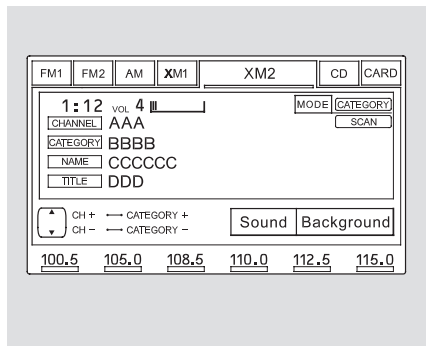 FM1 FM2 AM XM1 XM2 CD CARD
1:12 VOL 4 MODE CATEGORY
CHANNEL AAA SCAN
CATEGORY BBBB
NAME CCCCCC
TITLE DDD
CH + ↔ CATEGORY +
CH − ↔ CATEGORY −
Sound Background
100.5 105.0 108.5 110.0 112.5 115.0